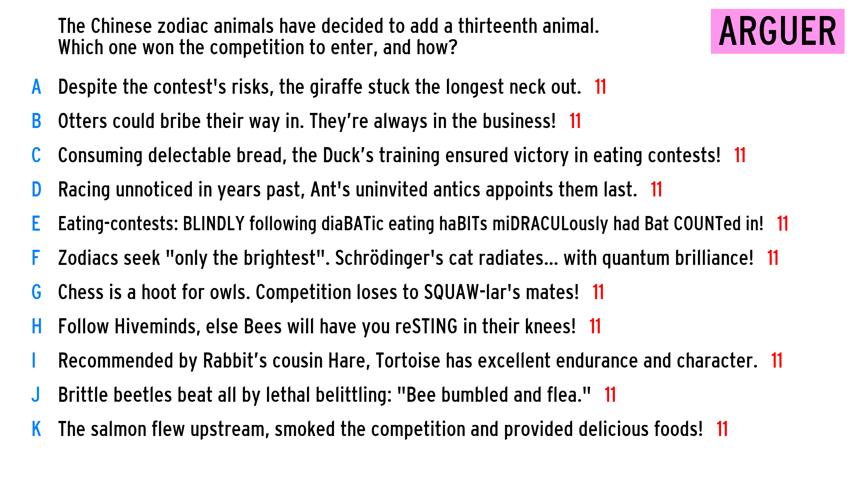 The Chinese zodiac animals have decided to add a thirteenth animal.
Which one won the competition to enter, and how?
ARGUER
A Despite the contest's risks, the giraffe stuck the longest neck out. 11
B Otters could bribe their way in. They're always in the business! 11
C Consuming delectable bread, the Duck's training ensured victory in eating contests! 11
D Racing unnoticed in years past, Ant's uninvited antics appoints them last. 11
E Eating-contests: BLINDLY following diaBATic eating haBITs miDRACULously had Bat COUNTed in! 11
F Zodiacs seek "only the brightest". Schrödinger's cat radiates... with quantum brilliance! 11
G Chess is a hoot for owls. Competition loses to SQUAW-lar's mates! 11
H Follow Hiveminds, else Bees will have you reSTING in their knees! 11
I Recommended by Rabbit's cousin Hare, Tortoise has excellent endurance and character. 11
J Brittle beetles beat all by lethal belittling: "Bee bumbled and flea." 11
K The salmon flew upstream, smoked the competition and provided delicious foods! 11